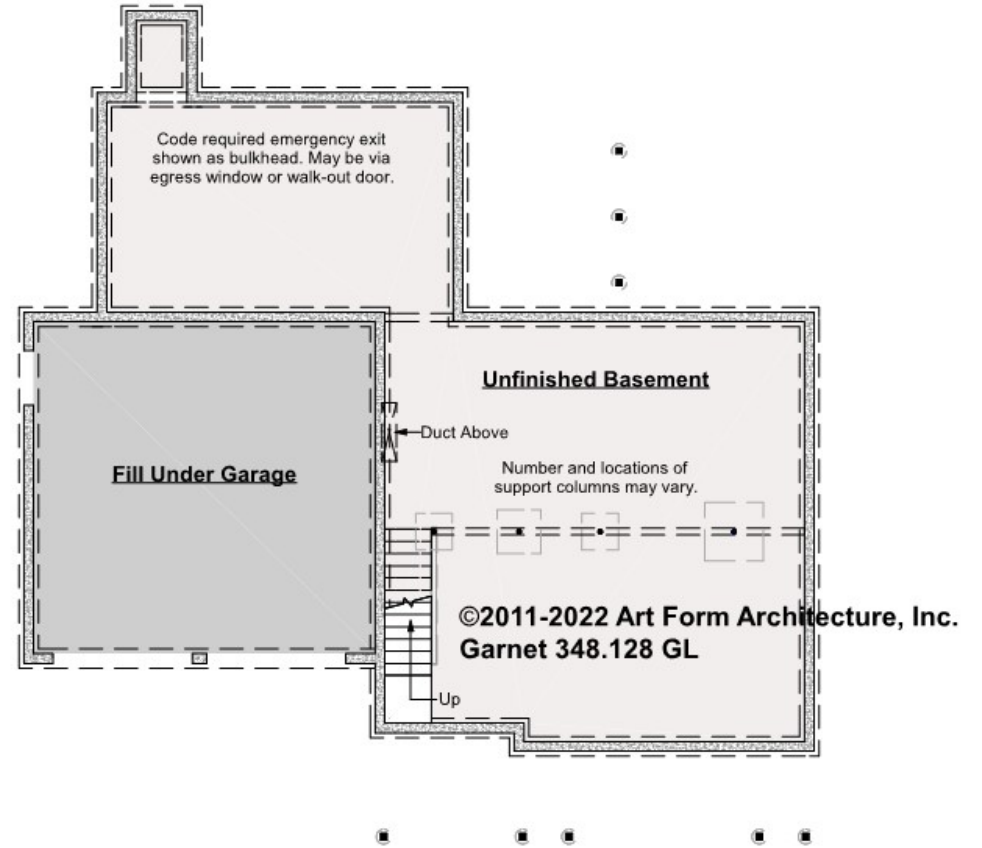 Code required emergency exit
shown as bulkhead. May be via
egress window or walk-out door.
Unfinished Basement
Duct Above
Fill Under Garage
Number and locations of
support columns may vary.
©2011-2022 Art Form Architecture, Inc.
Garnet 348.128 GL
Up